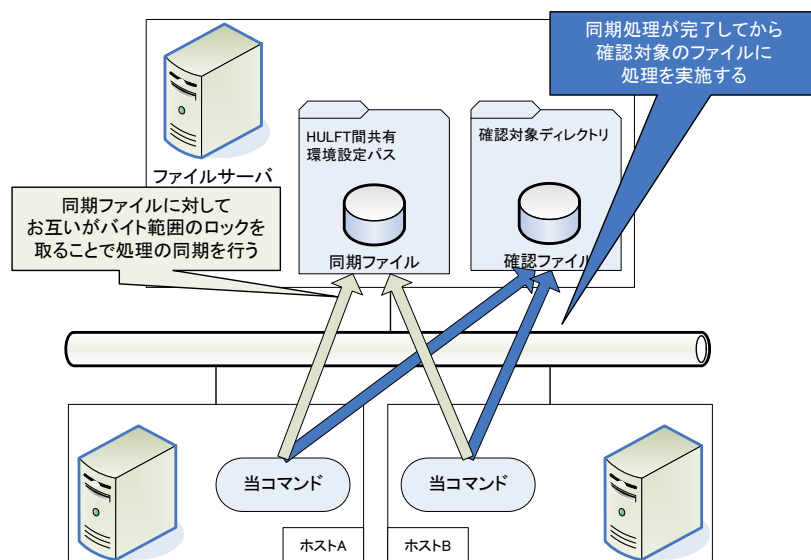 同期処理が完了してから
確認対象のファイルに
処理を実施する
HULFT間共有
環境設定パス
確認対象ディレクトリ
ファイルサーバ
同期ファイルに対して
お互いがバイト範囲のロックを
取ることで処理の同期を行う
同期ファイル
確認ファイル
当コマンド
当コマンド
ホストA
ホストB